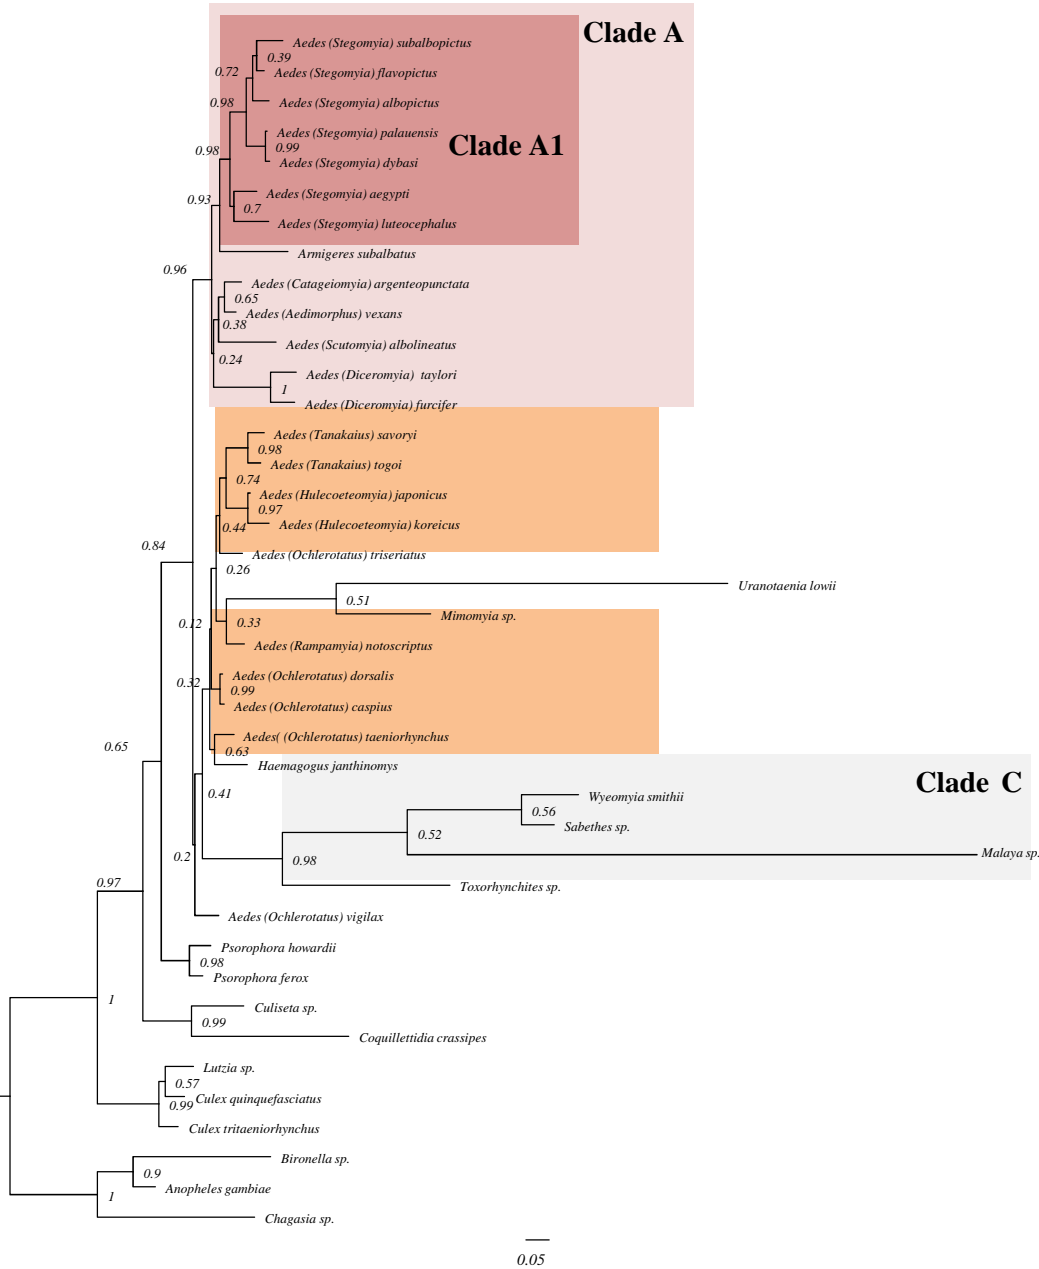 Clade A
Aedes (Stegomyia) subalbopictus
0.39
0.72
Aedes (Stegomyia) flavopictus
0.98
Aedes (Stegomyia) albopictus
Aedes (Stegomyia) palauensis
0.99
Clade A1
0.98
Aedes (Stegomyia) dybasi
Aedes (Stegomyia) aegypti
0.93
0.7
Aedes (Stegomyia) luteocephalus
Armigeres subalbatus
0.96
Aedes (Catageiomyia) argenteopunctata
0.65
Aedes (Aedimorphus) vexans
0.38
Aedes (Scutomyia) albolineatus
0.24
Aedes (Diceromyia) taylori
1
Aedes (Diceromyia) furcifer
Aedes (Tanakaius) savoryi
0.98
Aedes (Tanakaius) togoi
0.74
Aedes (Hulecoeteomyia) japonicus
0.97
Aedes (Hulecoeteomyia) koreicus
0.44
0.84
Aedes (Ochlerotatus) triseriatus
0.26
Uranotaenia lowii
0.51
Mimomyia sp.
0.12
0.33
Aedes (Rampamyia) notoscriptus
Aedes (Ochlerotatus) dorsalis
0.32
0.99
Aedes (Ochlerotatus) caspius
Aedes( (Ochlerotatus) taeniorhynchus
0.65
0.63
Haemagogus janthinomys
Clade C
0.41
Wyeomyia smithii
0.56
Sabethes sp.
0.52
Malaya sp.
0.2
0.98
0.97
Toxorhynchites sp.
Aedes (Ochlerotatus) vigilax
Psorophora howardii
0.98
Psorophora ferox
1
Culiseta sp.
0.99
Coquillettidia crassipes
Lutzia sp.
0.57
Culex quinquefasciatus
0.99
Culex tritaeniorhynchus
Bironella sp.
0.9
Anopheles gambiae
1
Chagasia sp.
0.05